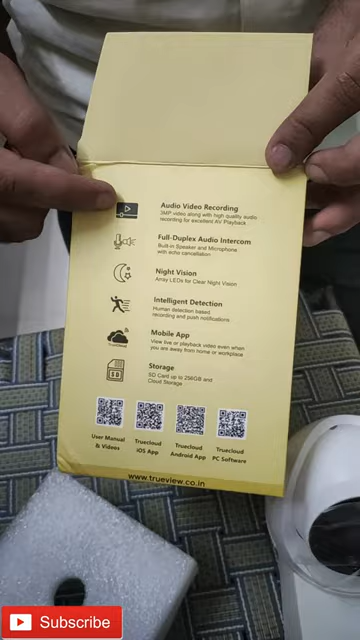 Audio Video Recording
3MP video along with high quality audio
recording for excellent AV Playback
Full-Duplex Audio Intercom
Built-in Speaker and Microphone
with echo cancellation
Night Vision
Array LEDs for Clear Night Vision
Intelligent Detection
Human detection based
recording and push notifications
Mobile App
View live or playback video even when
you are away from home or workplace
Storage
SD Card up to 256GB and
Cloud Storage
SD
User Manual
& Videos
Truecloud
iOS App
Truecloud
Android App
Truecloud
PC Software
www.trueview.co.in
Subscribe